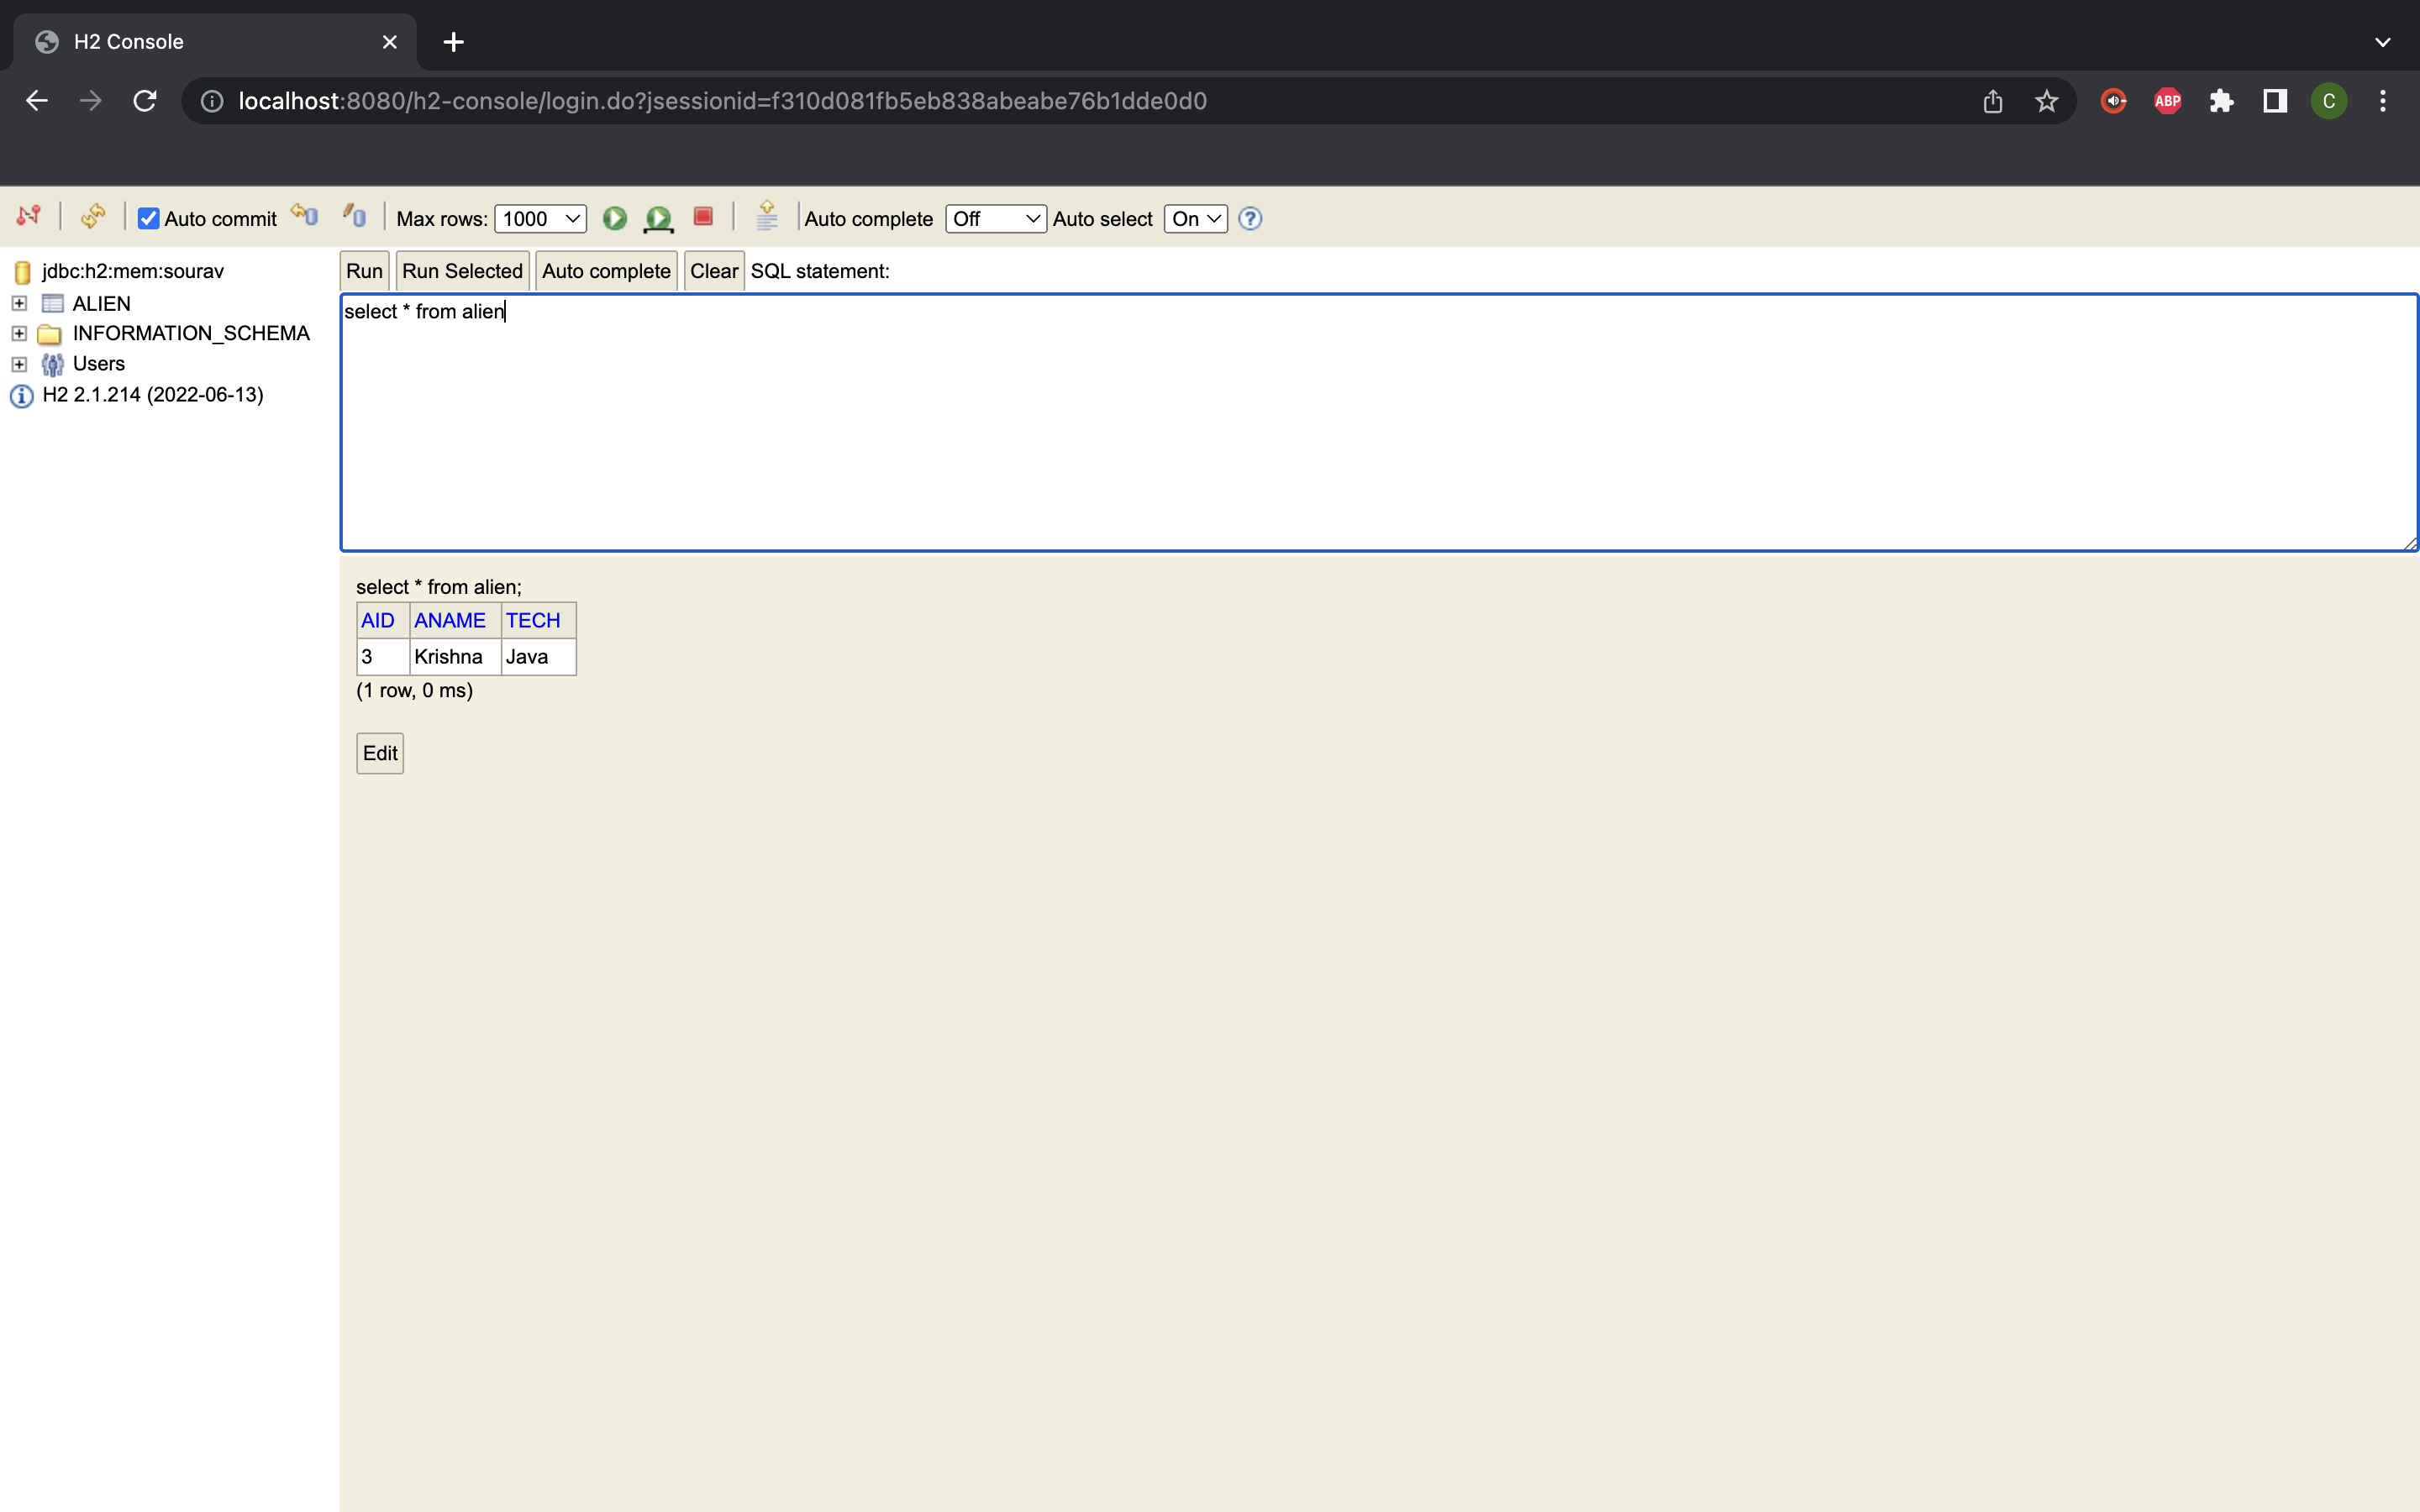 H2 Console
localhost:8080/h2-console/login.do?jsessionid=f310d081fb5eb838abeabe76b1dde0d0
ABP
C
Auto commit Max rows: 1000 Auto complete Off Auto select On
jdbc:h2:mem:sourav
ALIEN
INFORMATION_SCHEMA
Users
H2 2.1.214 (2022-06-13)
Run Run Selected Auto complete Clear SQL statement:
select * from alien
select * from alien;
AID ANAME TECH
3 Krishna Java
(1 row, 0 ms)
Edit